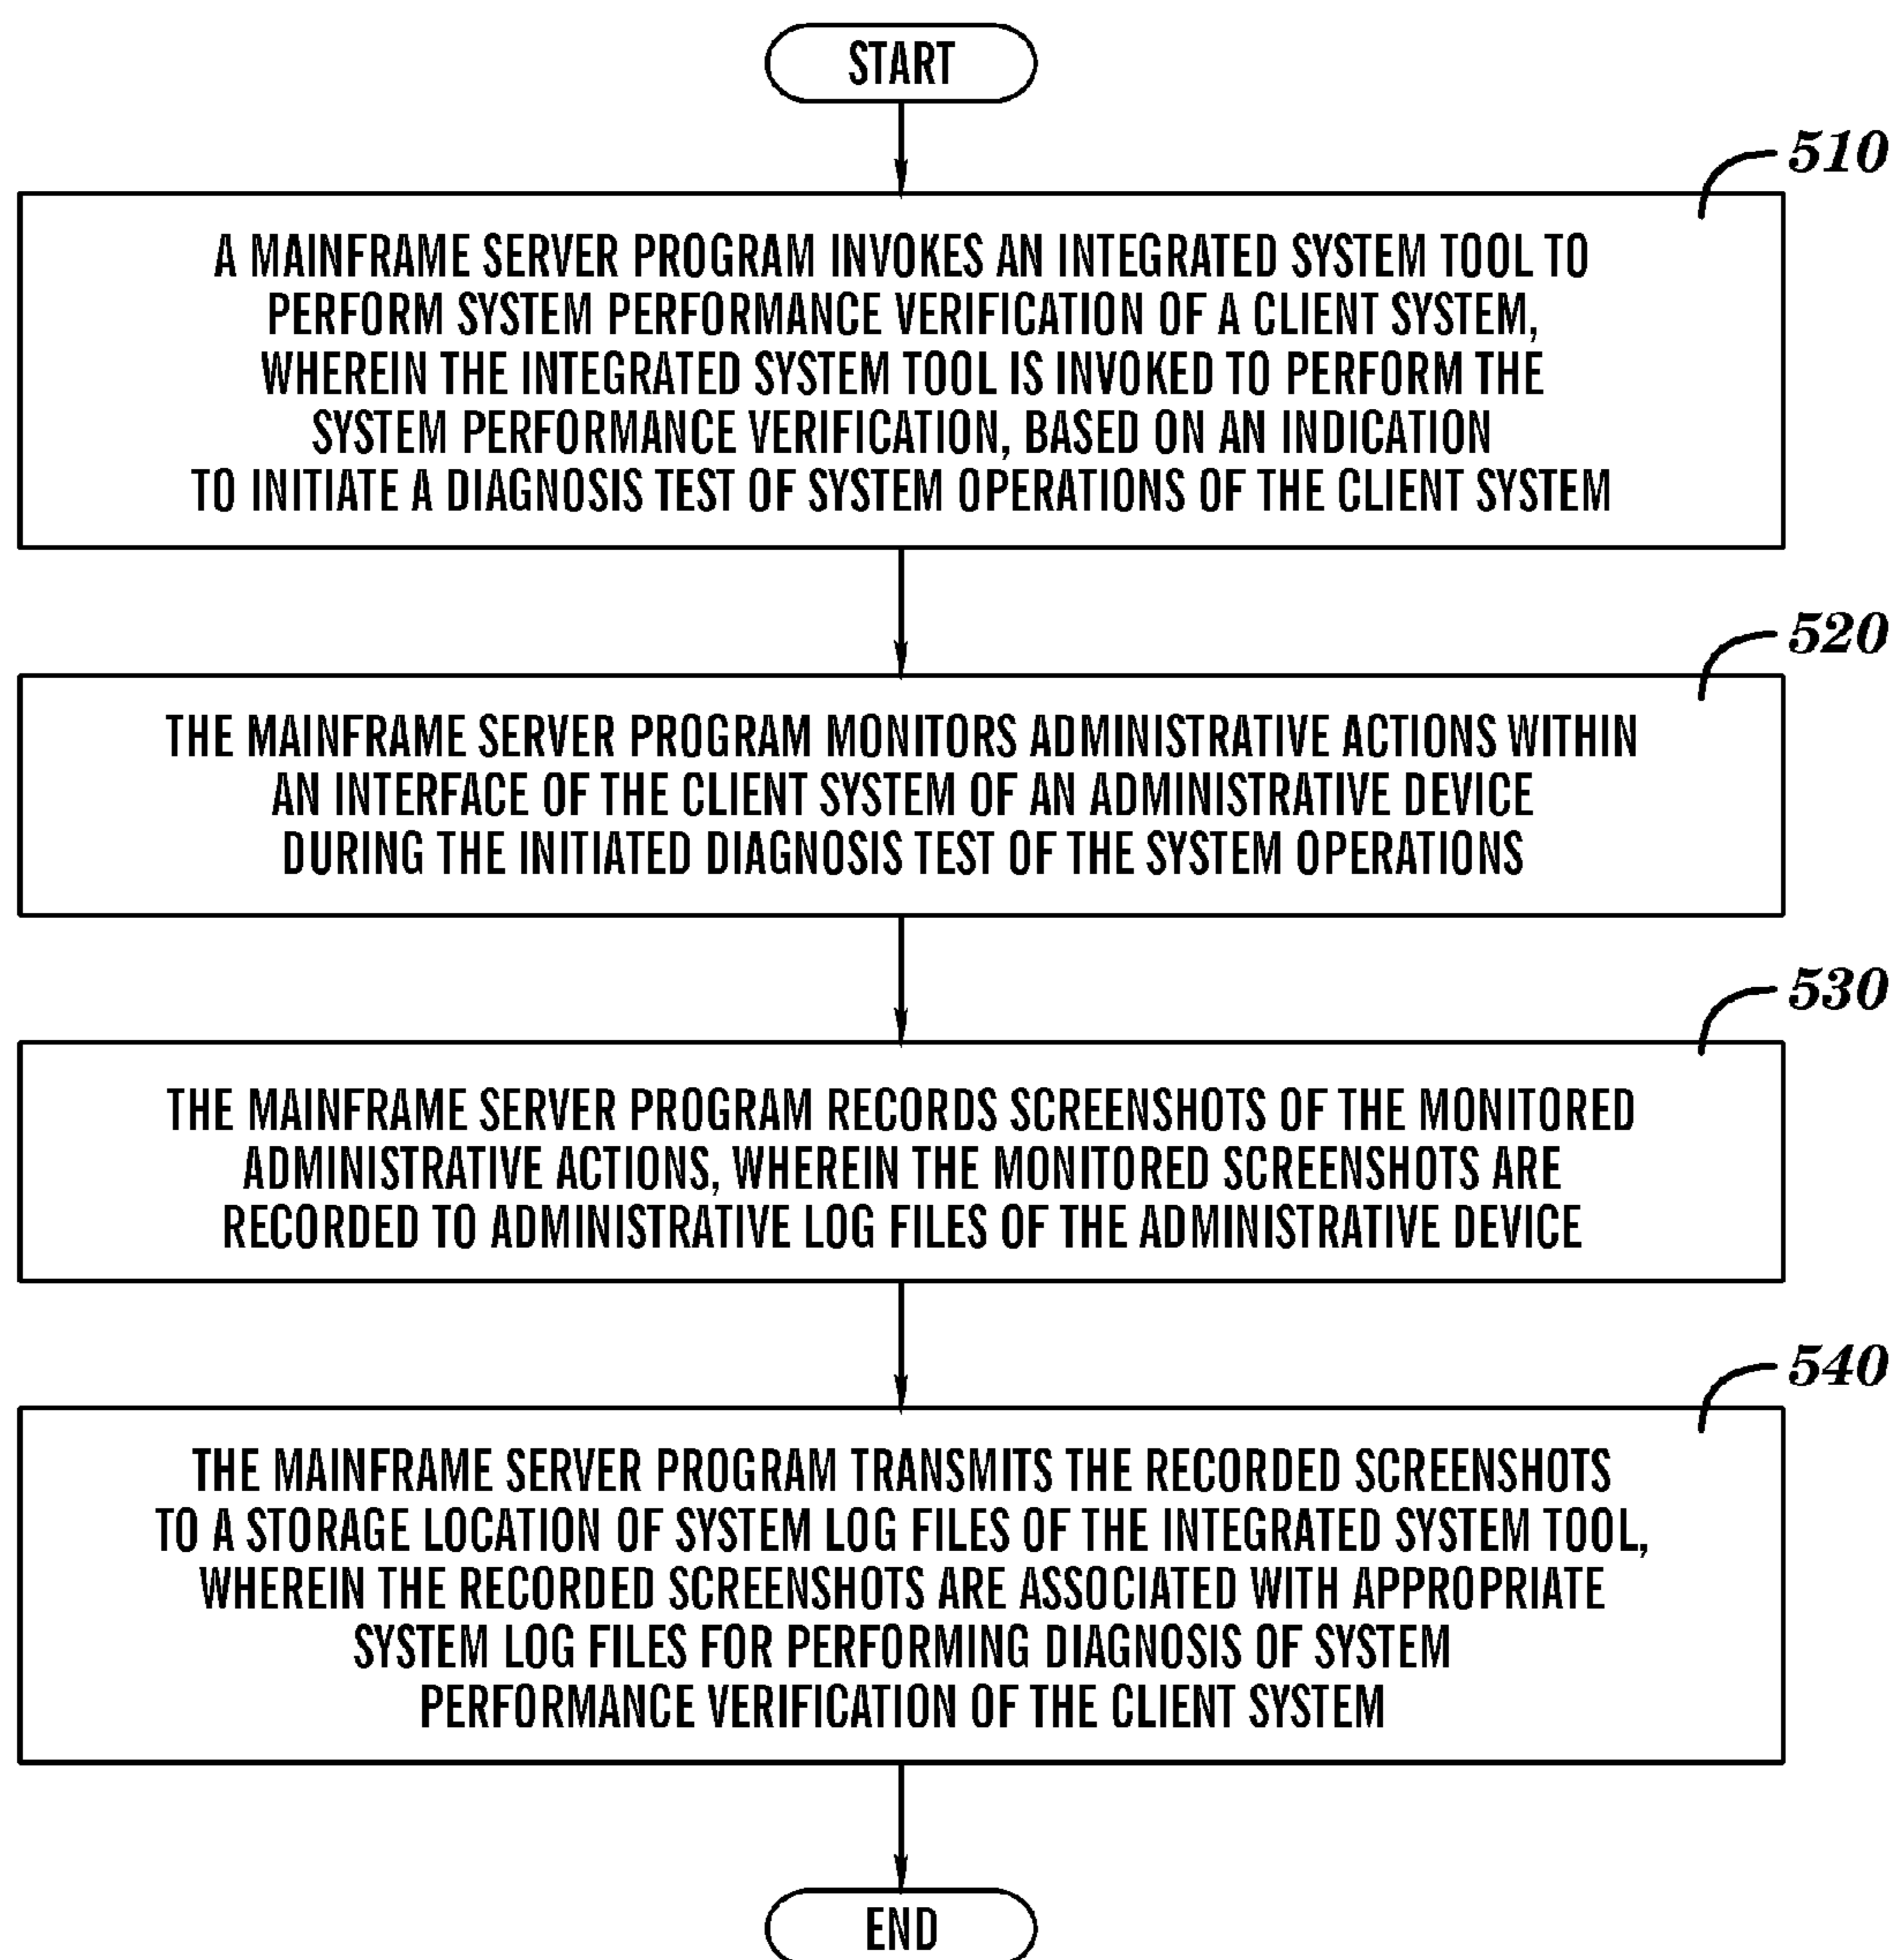 START
510
A MAINFRAME SERVER PROGRAM INVOKES AN INTEGRATED SYSTEM TOOL TO
PERFORM SYSTEM PERFORMANCE VERIFICATION OF A CLIENT SYSTEM,
WHEREIN THE INTEGRATED SYSTEM TOOL IS INVOKED TO PERFORM THE
SYSTEM PERFORMANCE VERIFICATION, BASED ON AN INDICATION
TO INITIATE A DIAGNOSIS TEST OF SYSTEM OPERATIONS OF THE CLIENT SYSTEM
520
THE MAINFRAME SERVER PROGRAM MONITORS ADMINISTRATIVE ACTIONS WITHIN
AN INTERFACE OF THE CLIENT SYSTEM OF AN ADMINISTRATIVE DEVICE
DURING THE INITIATED DIAGNOSIS TEST OF THE SYSTEM OPERATIONS
530
THE MAINFRAME SERVER PROGRAM RECORDS SCREENSHOTS OF THE MONITORED
ADMINISTRATIVE ACTIONS, WHEREIN THE MONITORED SCREENSHOTS ARE
RECORDED TO ADMINISTRATIVE LOG FILES OF THE ADMINISTRATIVE DEVICE
540
THE MAINFRAME SERVER PROGRAM TRANSMITS THE RECORDED SCREENSHOTS
TO A STORAGE LOCATION OF SYSTEM LOG FILES OF THE INTEGRATED SYSTEM TOOL,
WHEREIN THE RECORDED SCREENSHOTS ARE ASSOCIATED WITH APPROPRIATE
SYSTEM LOG FILES FOR PERFORMING DIAGNOSIS OF SYSTEM
PERFORMANCE VERIFICATION OF THE CLIENT SYSTEM
END